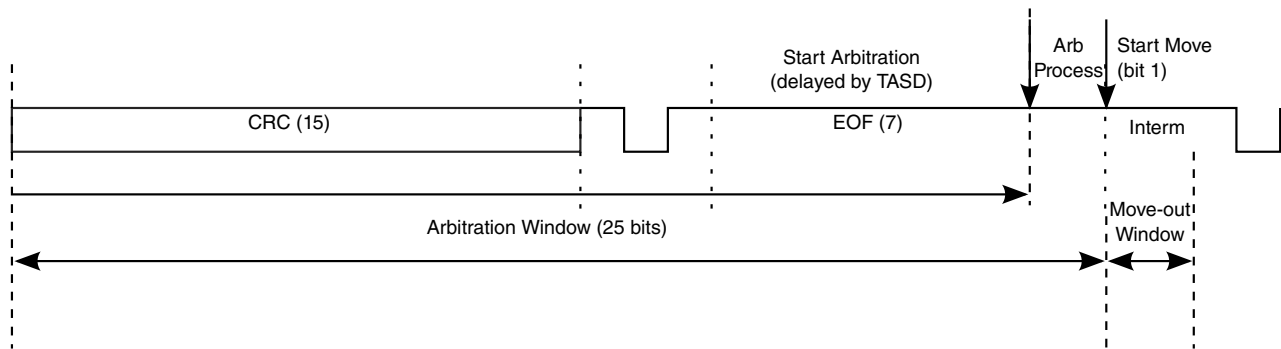 Start Arbitration
(delayed by TASD)
Arb
Process
Start Move
(bit 1)
CRC (15)
EOF (7)
Interm
Arbitration Window (25 bits)
Move-out
Window